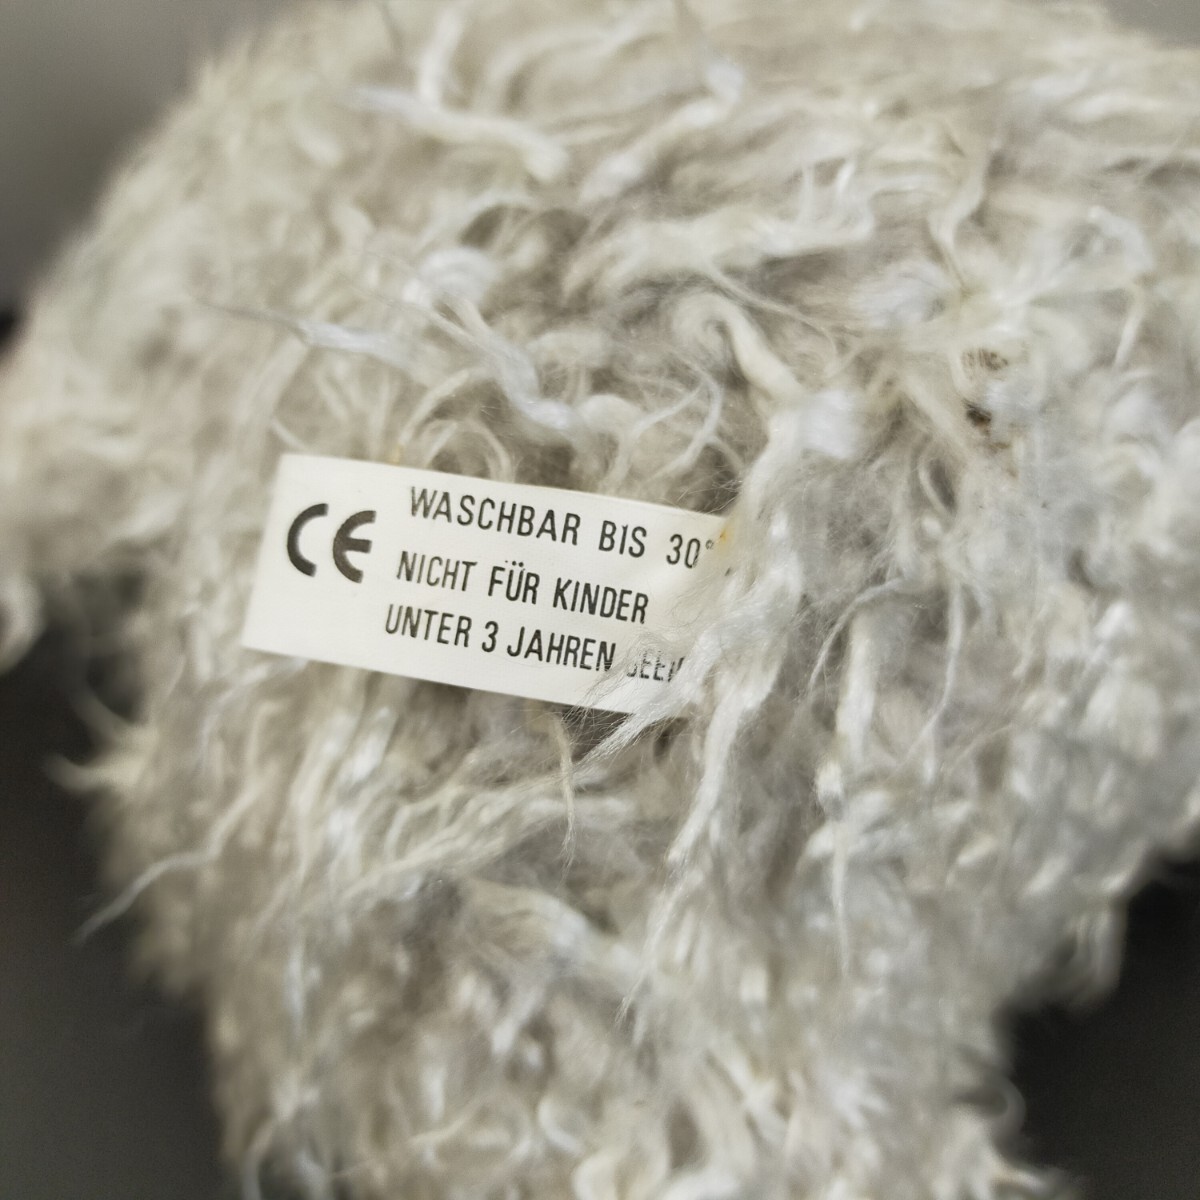 CE
WASCHBAR BIS 30°
NICHT FÜR KINDER
UNTER 3 JAHREN